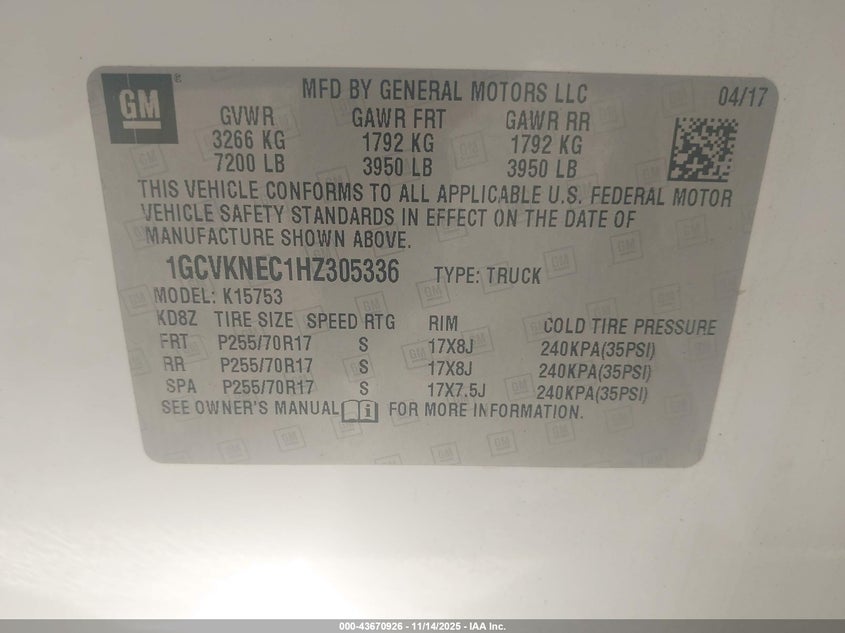 GM
MFD BY GENERAL MOTORS LLC 04/17
GVWR GAWR FRT GAWR RR
3266 KG 1792 KG 1792 KG
7200 LB 3950 LB 3950 LB
THIS VEHICLE CONFORMS TO ALL APPLICABLE U.S. FEDERAL MOTOR
VEHICLE SAFETY STANDARDS IN EFFECT ON THE DATE OF
MANUFACTURE SHOWN ABOVE.
1GCVKNEC1HZ305336 TYPE: TRUCK
MODEL: K15753
KD8Z TIRE SIZE SPEED RTG RIM COLD TIRE PRESSURE
FRT P255/70R17 S 17X8J 240KPA(35PSI)
RR P255/70R17 S 17X8J 240KPA(35PSI)
SPA P255/70R17 S 17X7.5J 240KPA(35PSI)
SEE OWNER'S MANUAL FOR MORE INFORMATION.
000-43670926 - 11/14/2025 - IAA Inc.